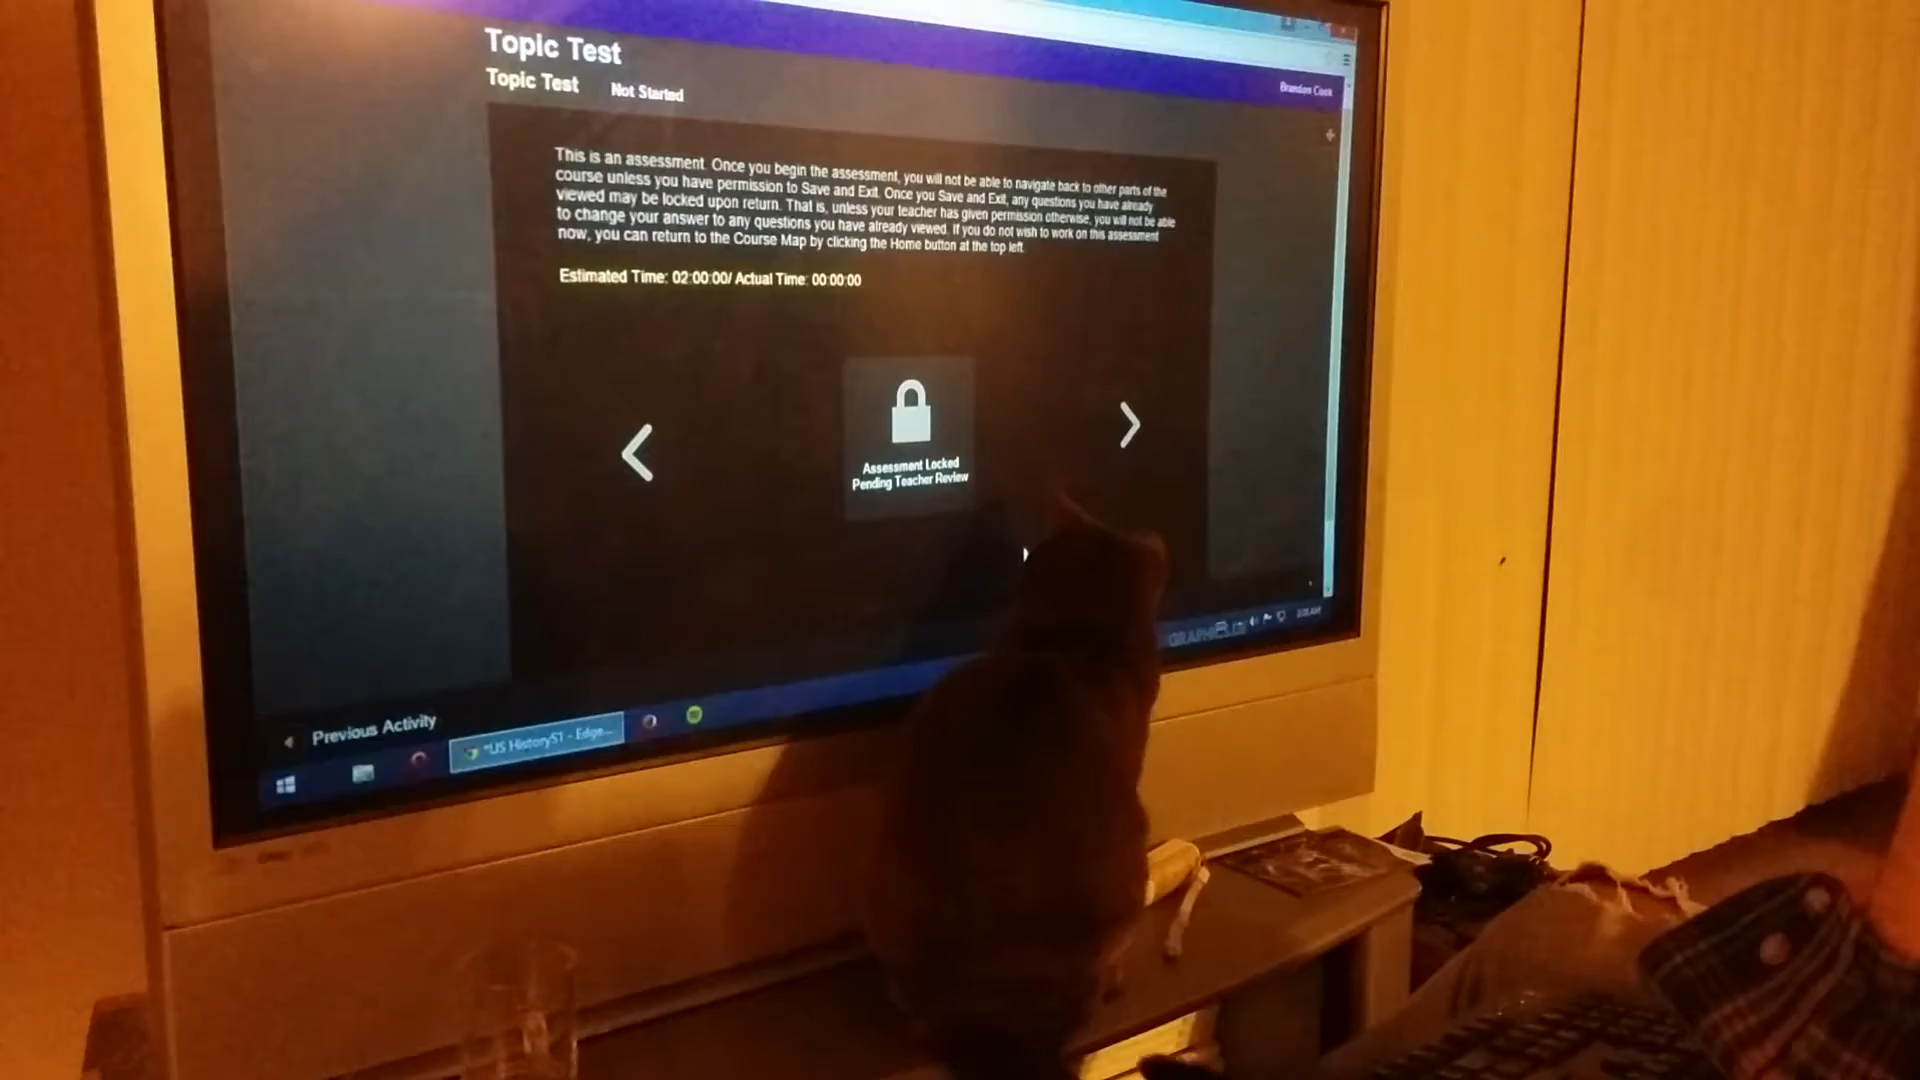 Topic Test
Topic Test Not Started
Brandon Cook
This is an assessment. Once you begin the assessment, you will not be able to navigate back to other parts of the
course unless you have permission to Save and Exit. Once you Save and Exit, any questions you have already
viewed may be locked upon return. That is, unless your teacher has given permission otherwise, you will not be able
to change your answer to any questions you have already viewed. If you do not wish to work on this assessment
now, you can return to the Course Map by clicking the Home button at the top left.
Estimated Time: 02:00:00/ Actual Time: 00:00:00
Assessment Locked
Pending Teacher Review
Previous Activity
*US HistoryS1 - Edge...